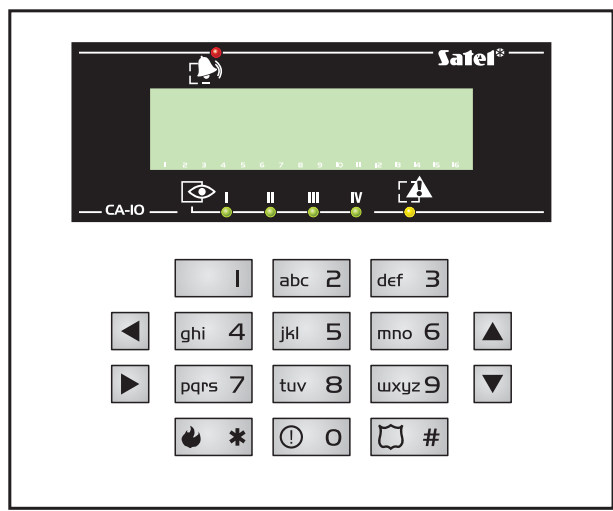 Satel
1 2 3 4 5 6 7 8 9 10 11 12 13 14 15 16
I II III IV
CA-10
1 abc 2 def 3
ghi 4 jkl 5 mno 6
pqrs 7 tuv 8 wxyz 9
* 0 #